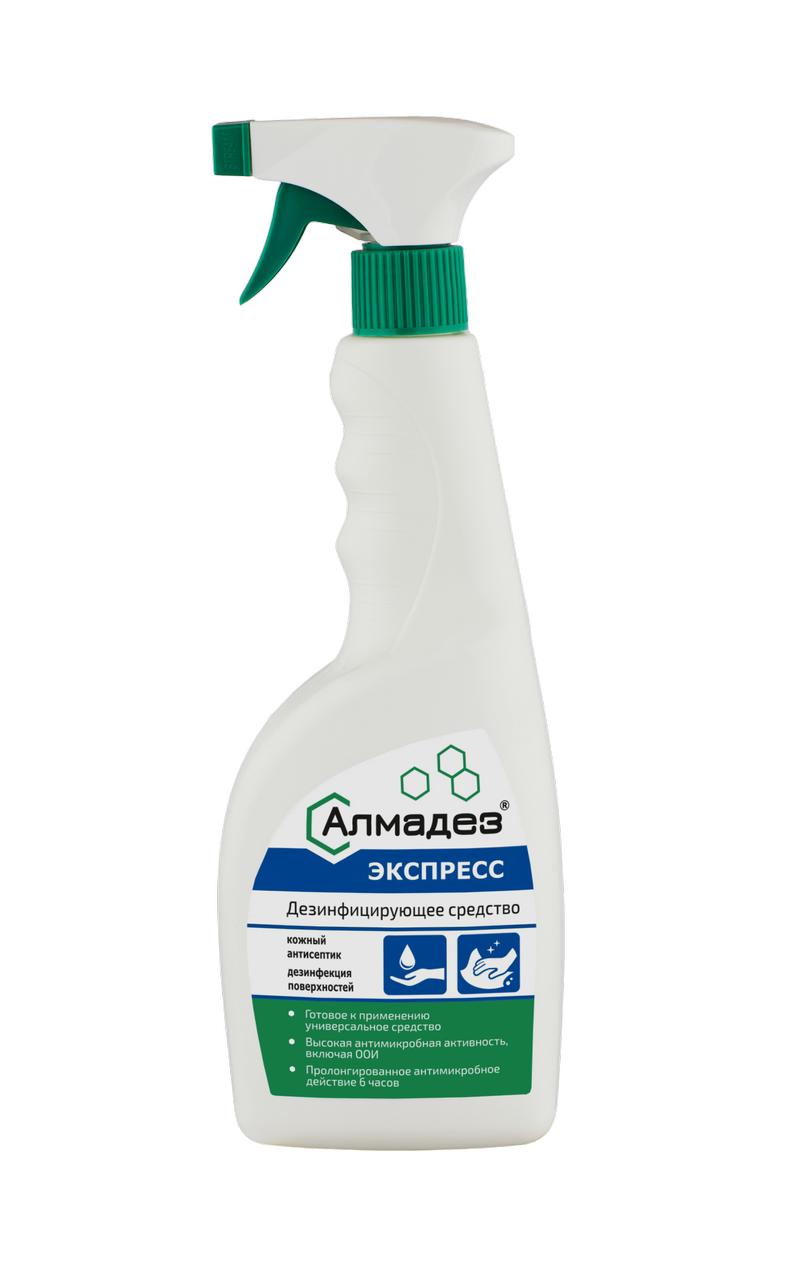 Алмадез®
ЭКСПРЕСС
Дезинфицирующее средство
кожный
антисептик
дезинфекция
поверхностей
Готовое к применению
универсальное средство
Высокая антимикробная активность,
включая ООИ
Пролонгированное антимикробное
действие 6 часов